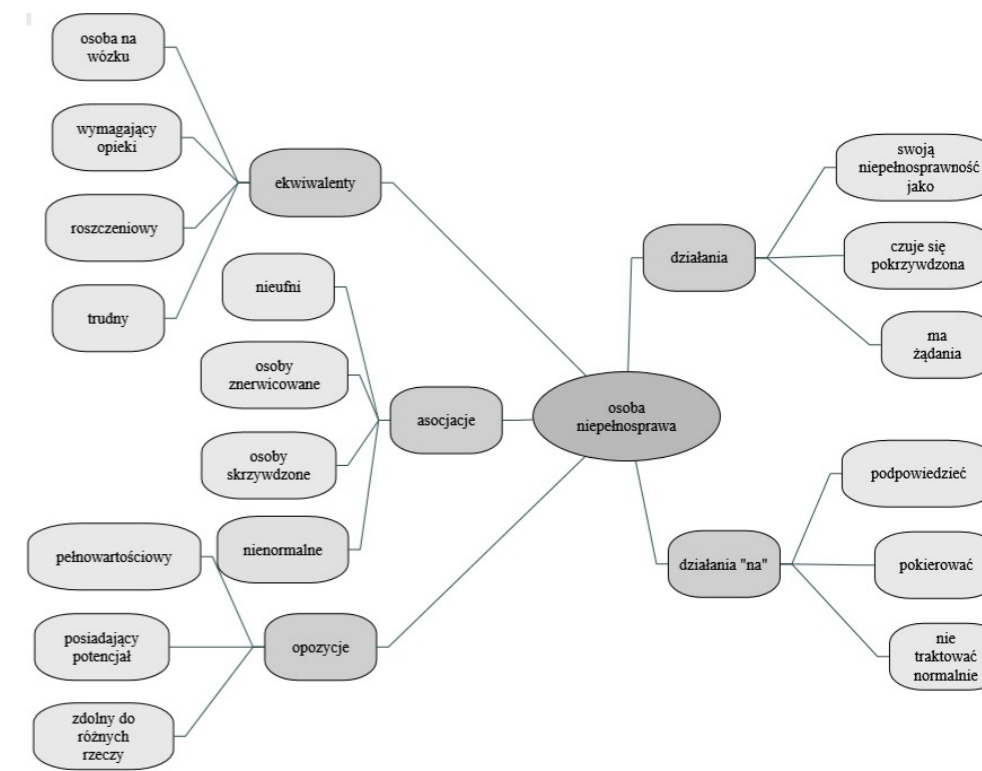 osoba na
wózku
wymagający
opieki
ekwiwalenty
roszczeniowy
trudny
nieufni
osoby
znerwicowane
asocjacje
osoby
skrzywdzone
nienormalne
pełnowartościowy
posiadający
potencjał
opozycje
zdolny do
różnych
rzeczy
osoba
niepełnosprawa
działania
swoją
niepełnosprawność
jako
czuje się
pokrzywdzona
ma
żądania
działania "na"
podpowiedzieć
pokierować
nie
traktować
normalnie